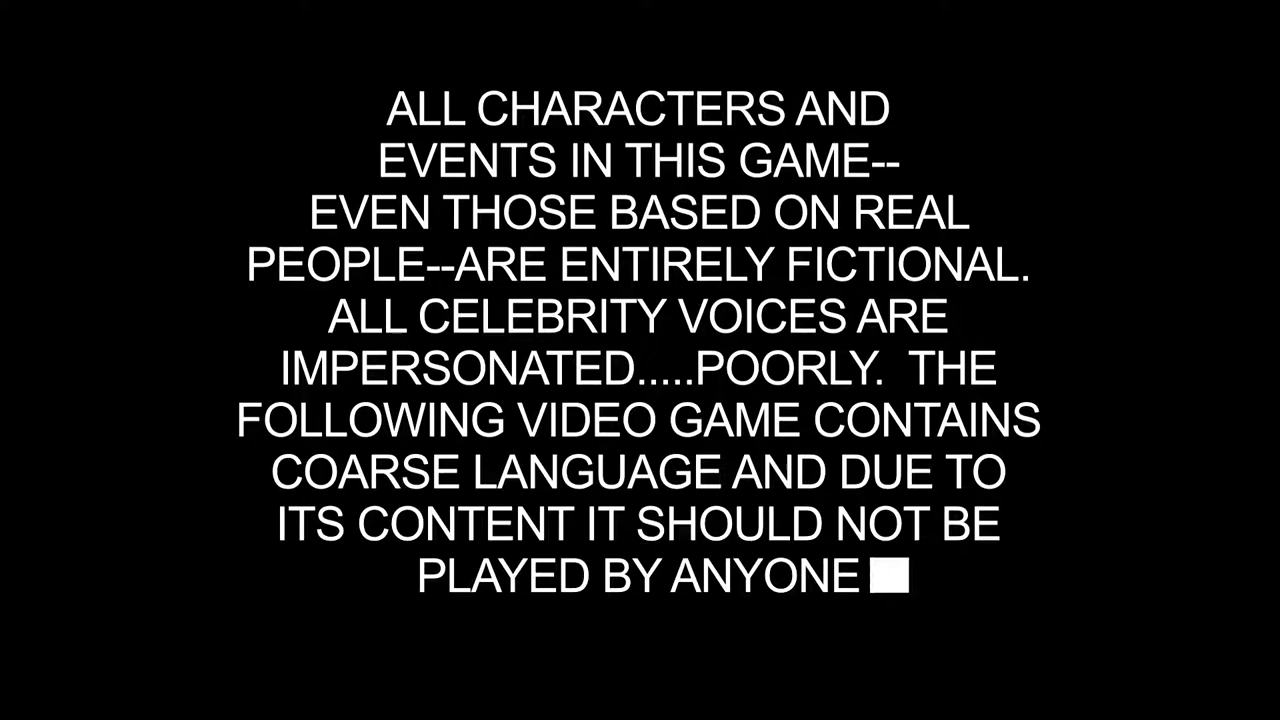 ALL CHARACTERS AND
EVENTS IN THIS GAME--
EVEN THOSE BASED ON REAL
PEOPLE--ARE ENTIRELY FICTIONAL.
ALL CELEBRITY VOICES ARE
IMPERSONATED.....POORLY.  THE
FOLLOWING VIDEO GAME CONTAINS
COARSE LANGUAGE AND DUE TO
ITS CONTENT IT SHOULD NOT BE
PLAYED BY ANYONE